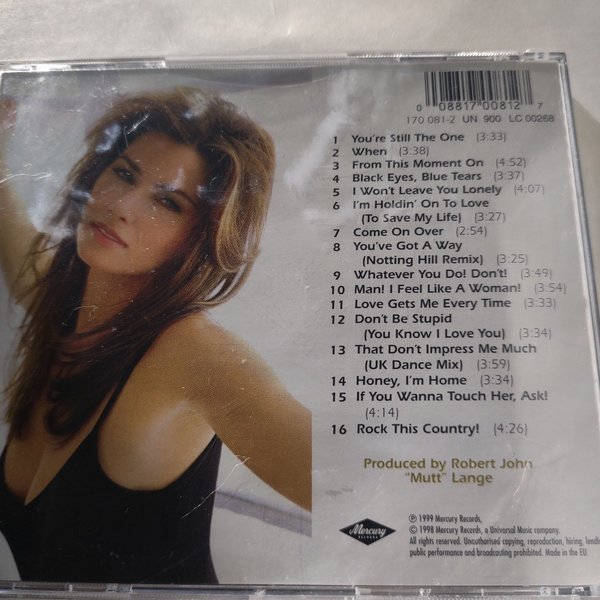 0 08817 00812 7
170 081-2 UN 900 LC 00268
1 You're Still The One (3:33)
2 When (3:38)
3 From This Moment On (4:52)
4 Black Eyes, Blue Tears (3:37)
5 I Won't Leave You Lonely (4:07)
6 I'm Holdin' On To Love
(To Save My Life) (3:27)
7 Come On Over (2:54)
8 You've Got A Way
(Notting Hill Remix) (3:25)
9 Whatever You Do! Don't! (3:49)
10 Man! I Feel Like A Woman! (3:54)
11 Love Gets Me Every Time (3:33)
12 Don't Be Stupid
(You Know I Love You) (3:34)
13 That Don't Impress Me Much
(UK Dance Mix) (3:59)
14 Honey, I'm Home (3:34)
15 If You Wanna Touch Her, Ask!
(4:14)
16 Rock This Country! (4:26)
Produced by Robert John
"Mutt" Lange
Mercury
RECORDS
℗ 1999 Mercury Records,
© 1998 Mercury Records, a Universal Music company.
All rights reserved. Unauthorised copying, reproduction, hiring, lending,
public performance and broadcasting prohibited. Made in the EU.